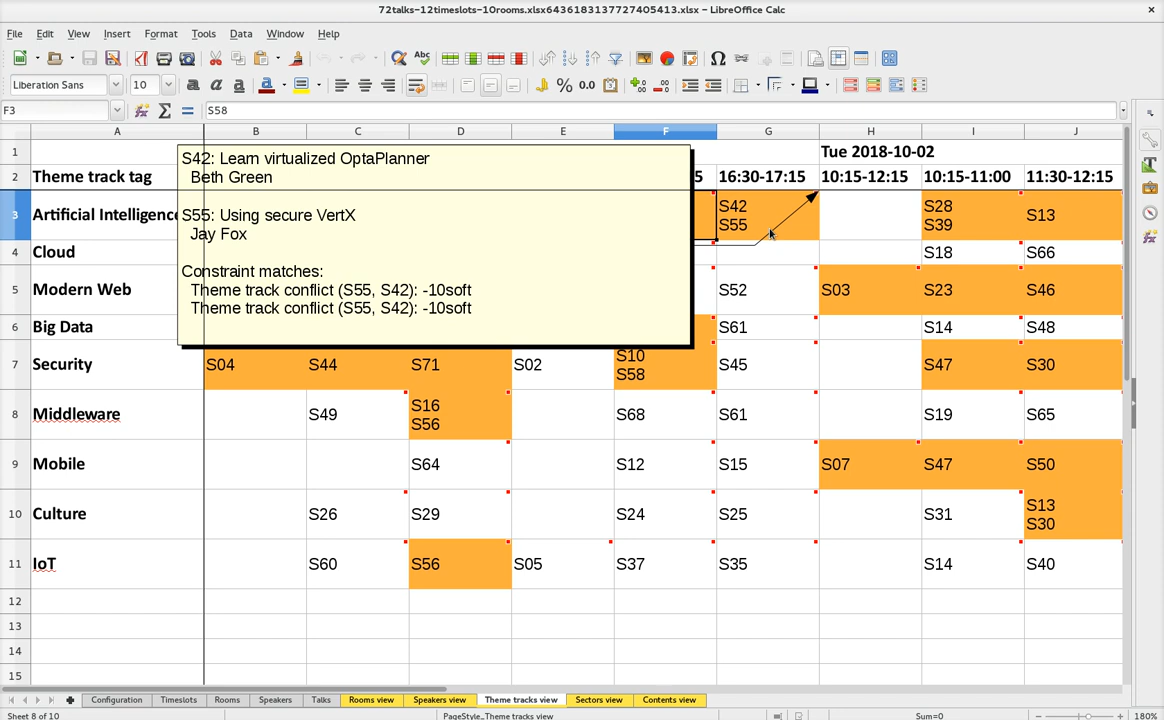 72talks-12timeslots-10rooms.xlsx6436183137727405413.xlsx – LibreOffice Calc
File Edit View Insert Format Tools Data Window Help
Liberation Sans 10
F3 S58
A B C D E F G H I J
1 Tue 2018-10-02
2 Theme track tag 5 16:30-17:15 10:15-12:15 10:15-11:00 11:30-12:15
S42: Learn virtualized OptaPlanner
Beth Green
S55: Using secure VertX
Jay Fox
Constraint matches:
Theme track conflict (S55, S42): -10soft
Theme track conflict (S55, S42): -10soft
3 Artificial Intelligence S42 S55 S28 S39 S13
4 Cloud S18 S66
5 Modern Web S52 S03 S23 S46
6 Big Data S61 S14 S48
7 Security S04 S44 S71 S02 S10 S58 S45 S47 S30
8 Middleware S49 S16 S56 S68 S61 S19 S65
9 Mobile S64 S12 S15 S07 S47 S50
10 Culture S26 S29 S24 S25 S31 S13 S30
11 IoT S60 S56 S05 S37 S35 S14 S40
12
13
14
15
Configuration Timeslots Rooms Speakers Talks Rooms view Speakers view Theme tracks view Sectors view Contents view
Sheet 8 of 10 PageStyle_Theme tracks view Sum=0 180%